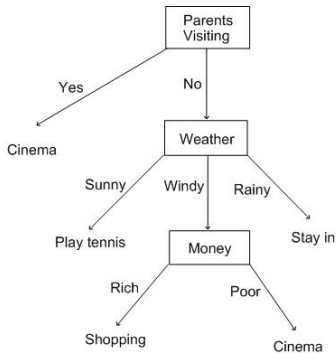 Parents
Visiting
Yes
No
Cinema
Weather
Sunny
Windy
Rainy
Play tennis
Stay in
Money
Rich
Poor
Shopping
Cinema